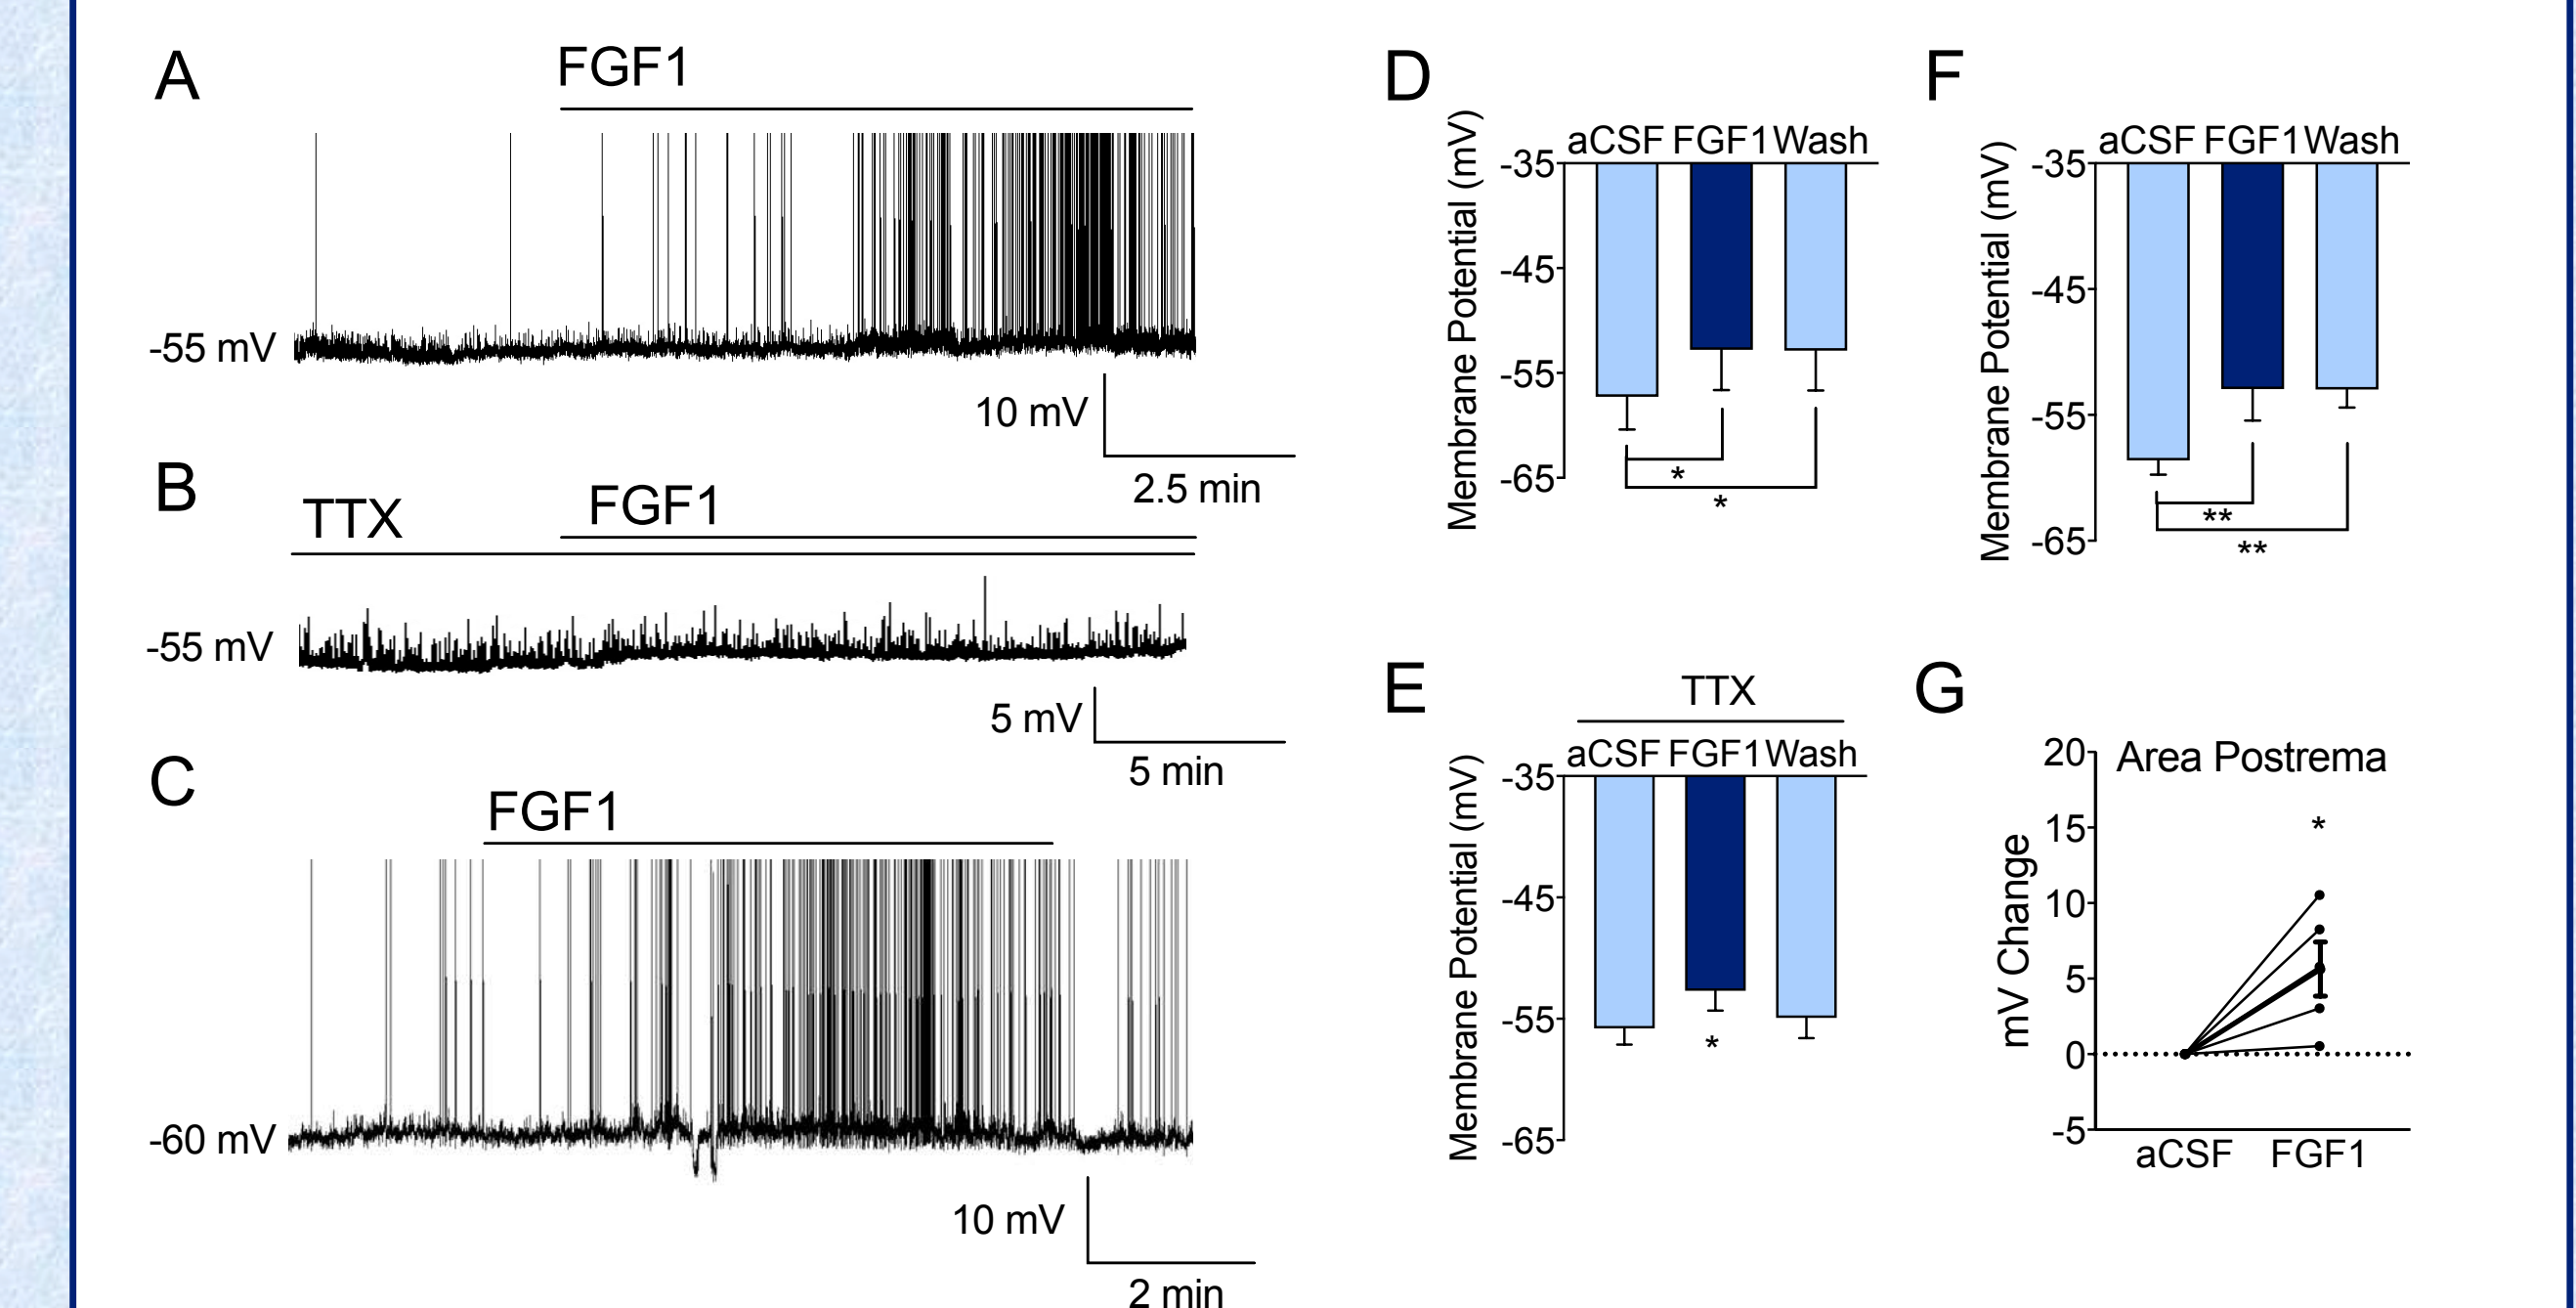 A
FGF1
-55 mV
10 mV
2.5 min
B
TTX
FGF1
-55 mV
5 mV
5 min
C
FGF1
-60 mV
10 mV
2 min
D
aCSF FGF1 Wash
Membrane Potential (mV)
-35
-45
-55
-65
*
*
F
aCSF FGF1 Wash
Membrane Potential (mV)
-35
-45
-55
-65
**
**
E
TTX
aCSF FGF1 Wash
Membrane Potential (mV)
-35
-45
-55
-65
*
G
Area Postrema
mV Change
20
15
10
5
0
-5
*
aCSF FGF1